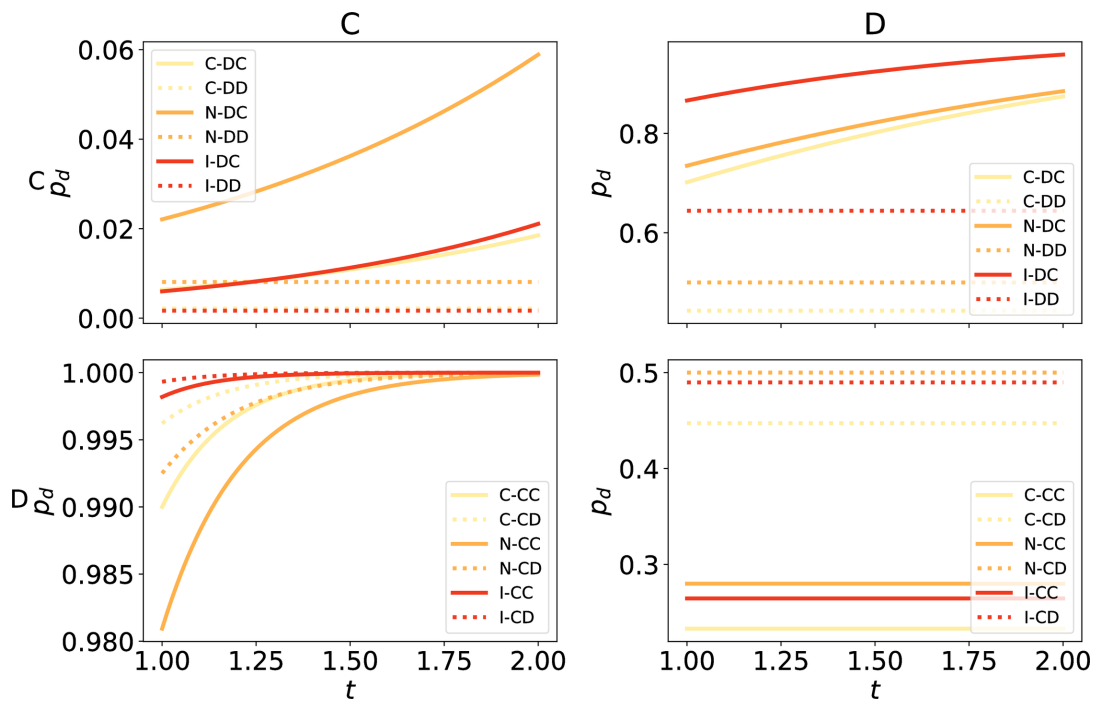 C
D
C
p_d
0.06
0.04
0.02
0.00
C-DC
C-DD
N-DC
N-DD
I-DC
I-DD
p_d
0.8
0.6
C-DC
C-DD
N-DC
N-DD
I-DC
I-DD
D
p_d
1.000
0.995
0.990
0.985
0.980
C-CC
C-CD
N-CC
N-CD
I-CC
I-CD
1.00 1.25 1.50 1.75 2.00
t
p_d
0.5
0.4
0.3
C-CC
C-CD
N-CC
N-CD
I-CC
I-CD
1.00 1.25 1.50 1.75 2.00
t